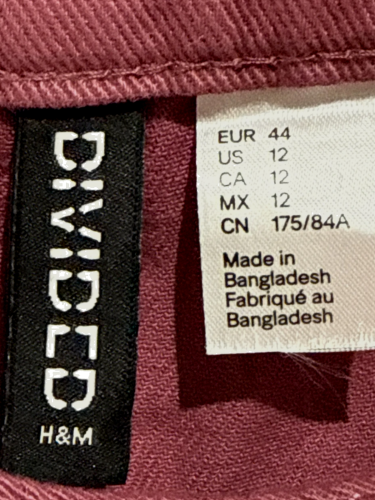 DIVIDED
H&M
EUR 44
US 12
CA 12
MX 12
CN 175/84A
Made in
Bangladesh
Fabriqué au
Bangladesh